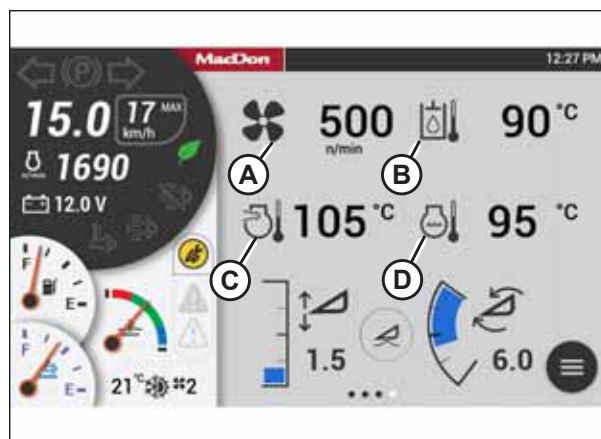 MacDon
12:27 PM
P
15.0 17 MAX
km/h
n/min 1690
12.0 V
A
500
n/min
B
90 °C
C
105 °C
D
95 °C
F
E
F
E
21 °C 2
1.5
6.0